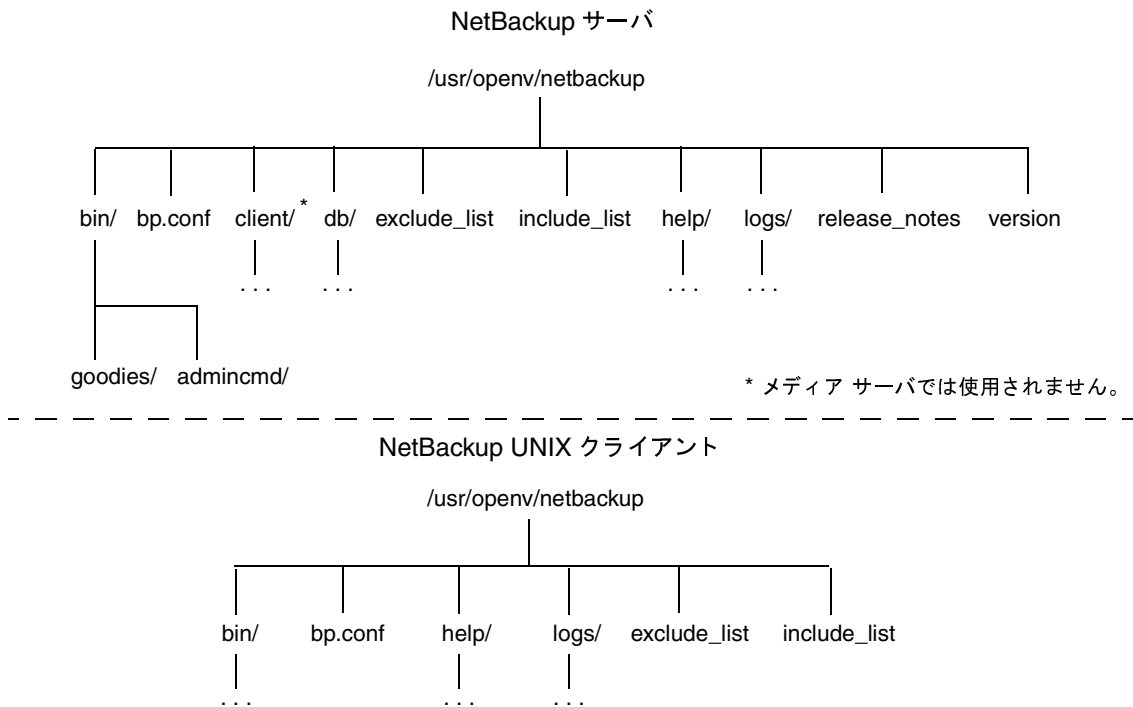 NetBackup サーバ
/usr/openv/netbackup
bin/ bp.conf client/ * db/ exclude_list include_list help/ logs/ release_notes version
. . . . . . . . . . . .
goodies/ admincmd/
* メディア サーバでは使用されません。
NetBackup UNIX クライアント
/usr/openv/netbackup
bin/ bp.conf help/ logs/ exclude_list include_list
. . . . . . . . .